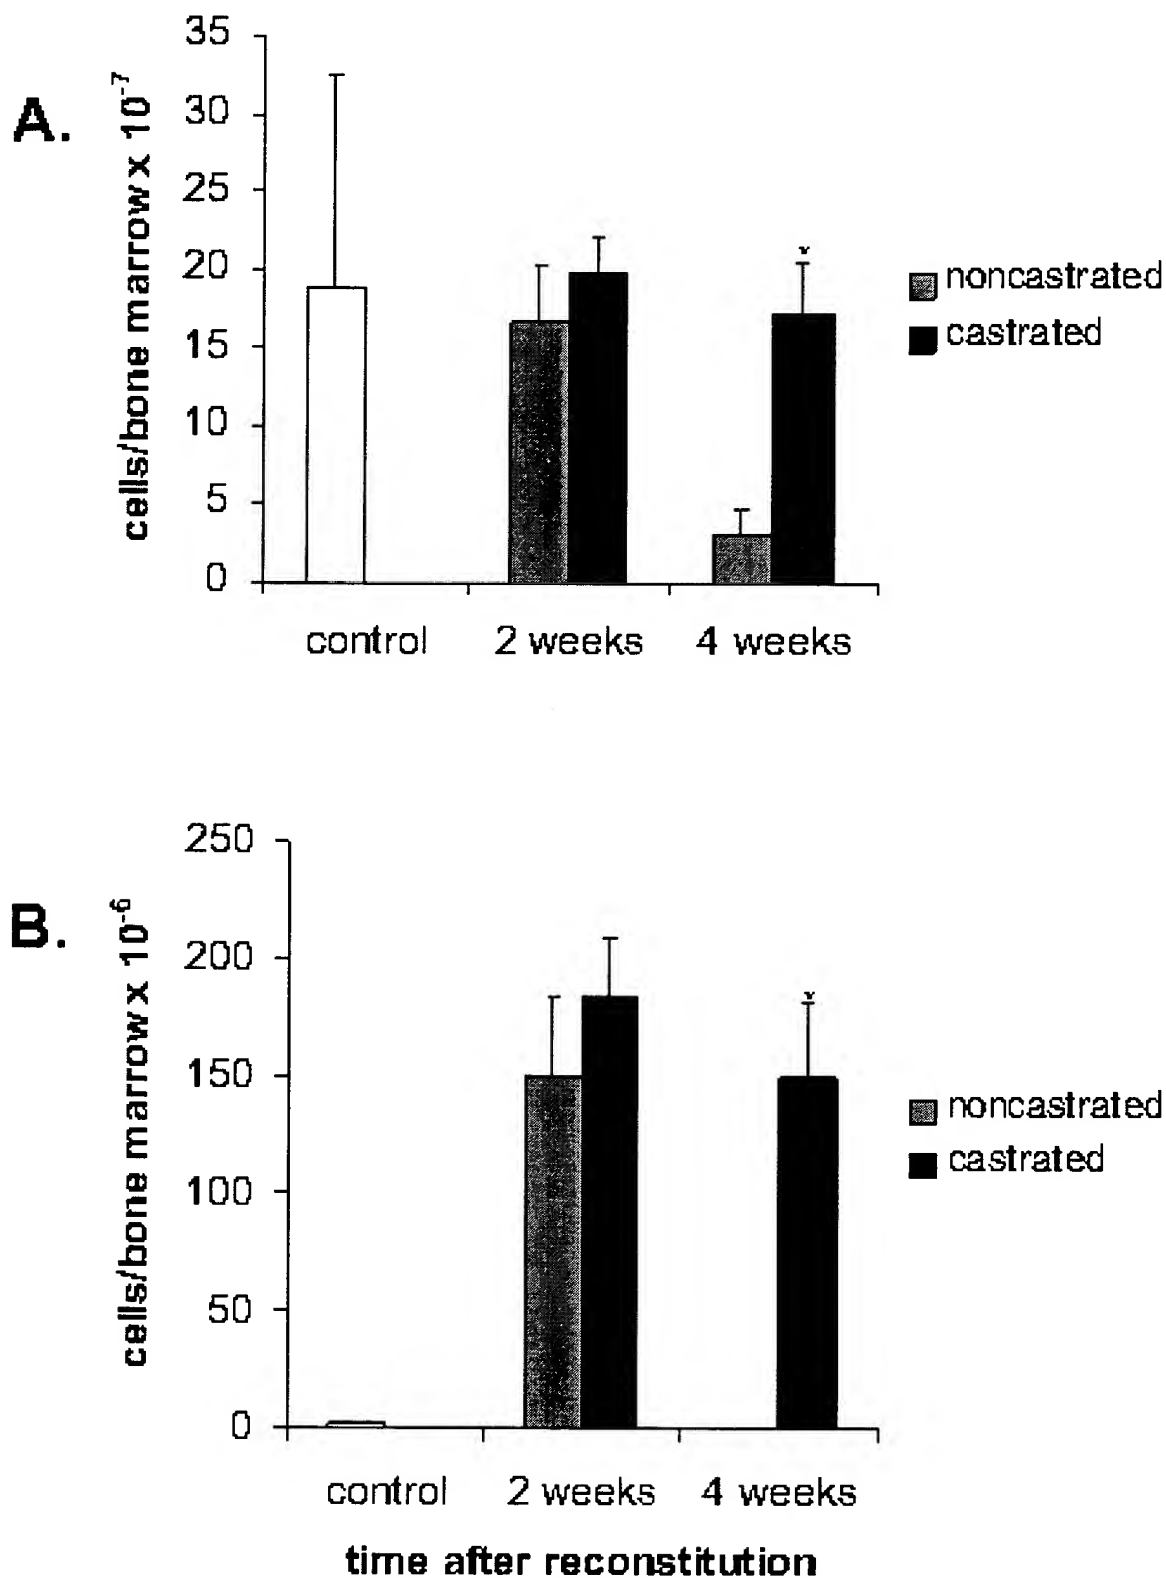 A.
cells/bone marrow x 10⁻⁷
35
30
25
20
15
10
5
0
control 2 weeks 4 weeks
*
noncastrated
castrated
B.
cells/bone marrow x 10⁻⁶
250
200
150
100
50
0
control 2 weeks 4 weeks
*
noncastrated
castrated
time after reconstitution